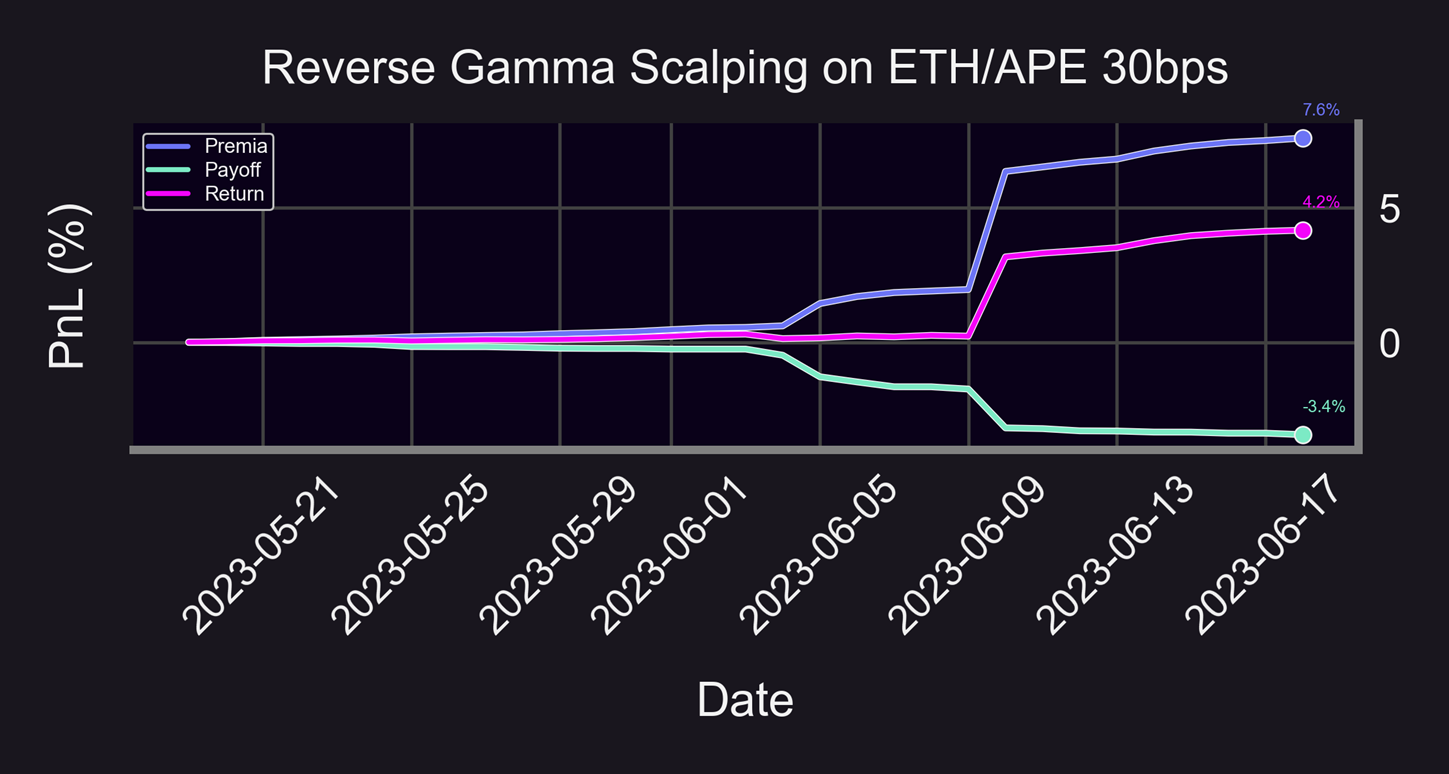 Reverse Gamma Scalping on ETH/APE 30bps
7.6%
Premia
Payoff
Return
4.2%
5
PnL (%)
0
-3.4%
2023-05-21
2023-05-25
2023-05-29
2023-06-01
2023-06-05
2023-06-09
2023-06-13
2023-06-17
Date